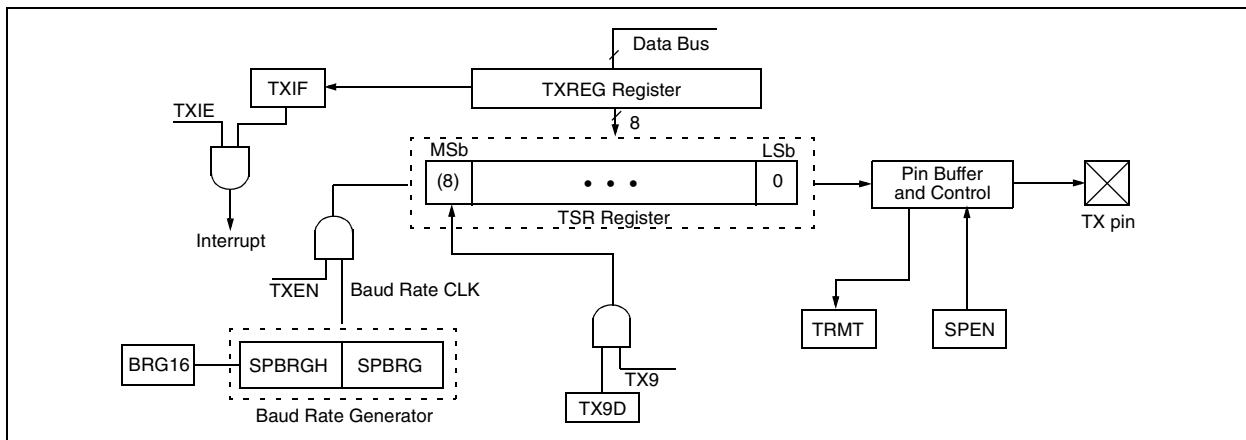 Data Bus
TXIF
TXREG Register
TXIE
8
MSb
LSb
(8)
• • •
0
Pin Buffer
and Control
TSR Register
TX pin
Interrupt
TXEN
Baud Rate CLK
TRMT
SPEN
BRG16
SPBRGH
SPBRG
TX9
Baud Rate Generator
TX9D